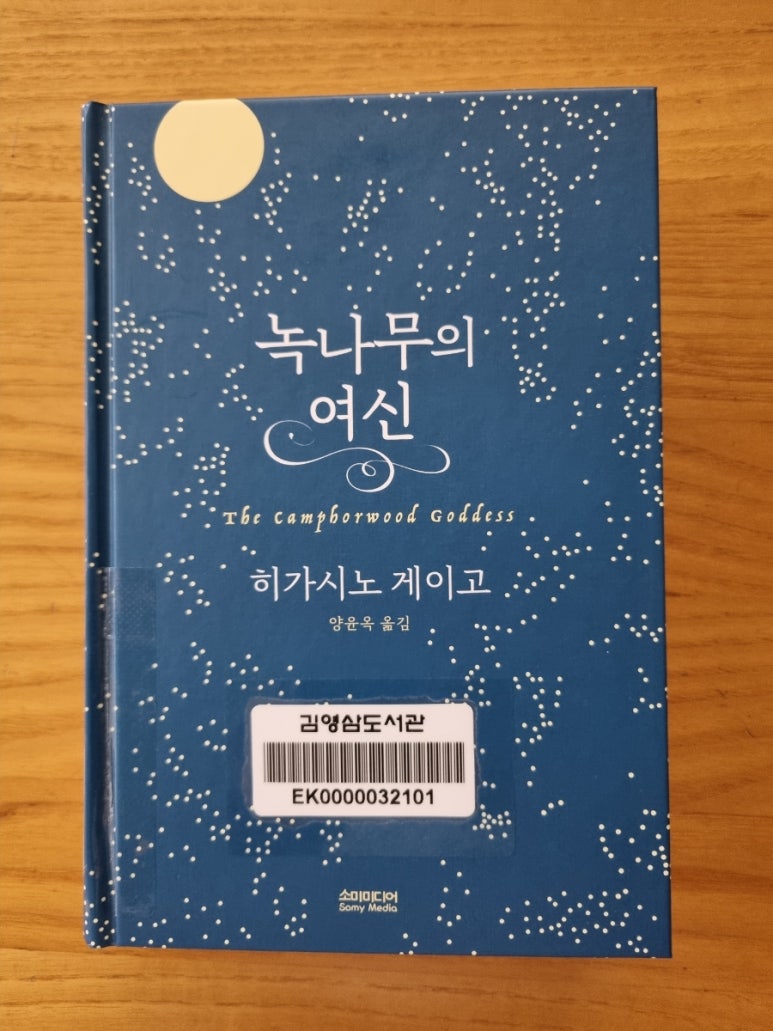 녹나무의
여신
The Camphorwood Goddess
히가시노 게이고
양윤옥 옮김
김영삼도서관
EK0000032101
소미미디어
Somy Media